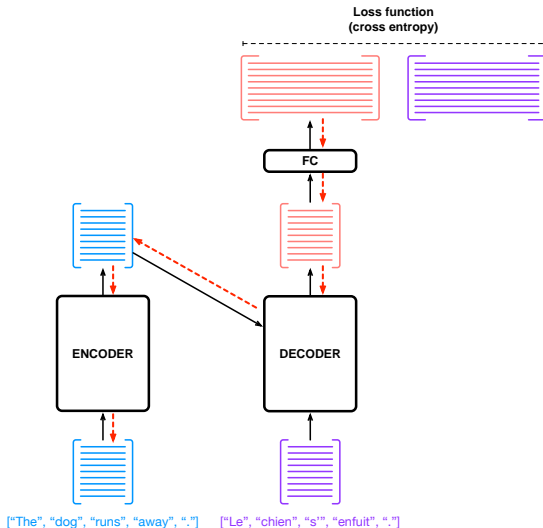 Loss function
(cross entropy)
FC
ENCODER
DECODER
[“The”, “dog”, “runs”, “away”, “.”]
[“Le”, “chien”, “s’”, “enfuit”, “.”]